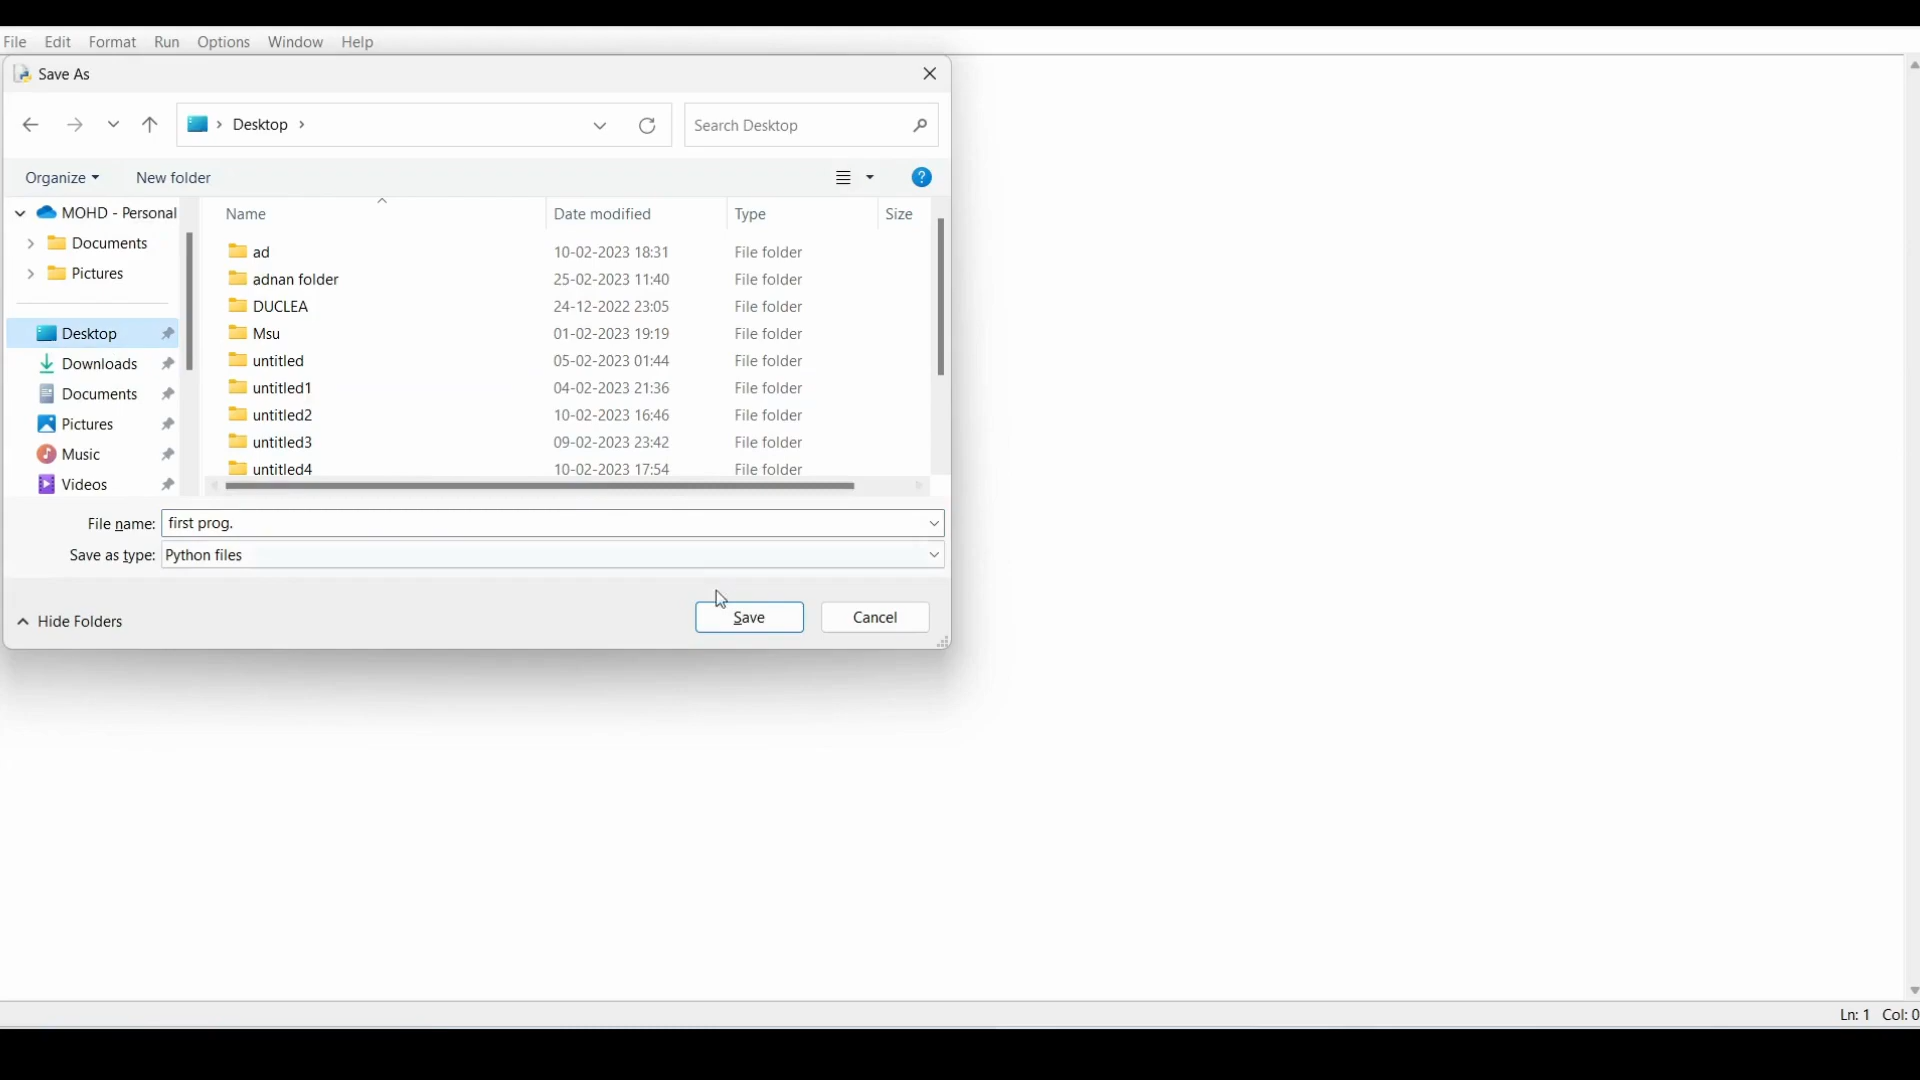 File Edit Format Run Options Window Help
Save As
Desktop
Search Desktop
Organize New folder
MOHD - Personal
Documents
Pictures
Desktop
Downloads
Documents
Pictures
Music
Videos
Name Date modified Type Size
ad 10-02-2023 18:31 File folder
adnan folder 25-02-2023 11:40 File folder
DUCLEA 24-12-2022 23:05 File folder
Msu 01-02-2023 19:19 File folder
untitled 05-02-2023 01:44 File folder
untitled1 04-02-2023 21:36 File folder
untitled2 10-02-2023 16:46 File folder
untitled3 09-02-2023 23:42 File folder
untitled4 10-02-2023 17:54 File folder
File name: first prog.
Save as type: Python files
Hide Folders
Save Cancel
Ln: 1 Col: 0